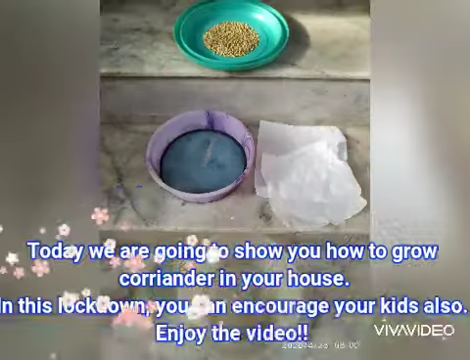 Today we are going to show you how to grow
corriander in your house.
In this lockdown, you can encourage your kids also.
Enjoy the video!!
VIVAVIDEO